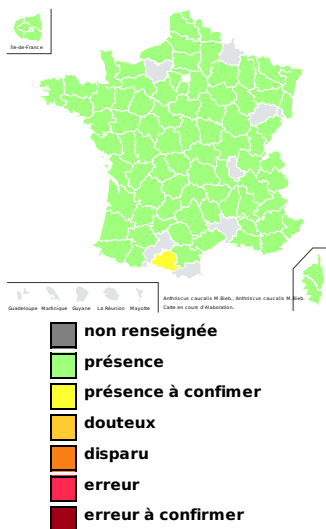 Île-de-France
Guadeloupe Martinique Guyane La Réunion Mayotte
Anthriscus caucalis M.Bieb., Anthriscus caucalis M.Bieb.
Carte en cours d'élaboration.
non renseignée
présence
présence à confimer
douteux
disparu
erreur
erreur à confirmer